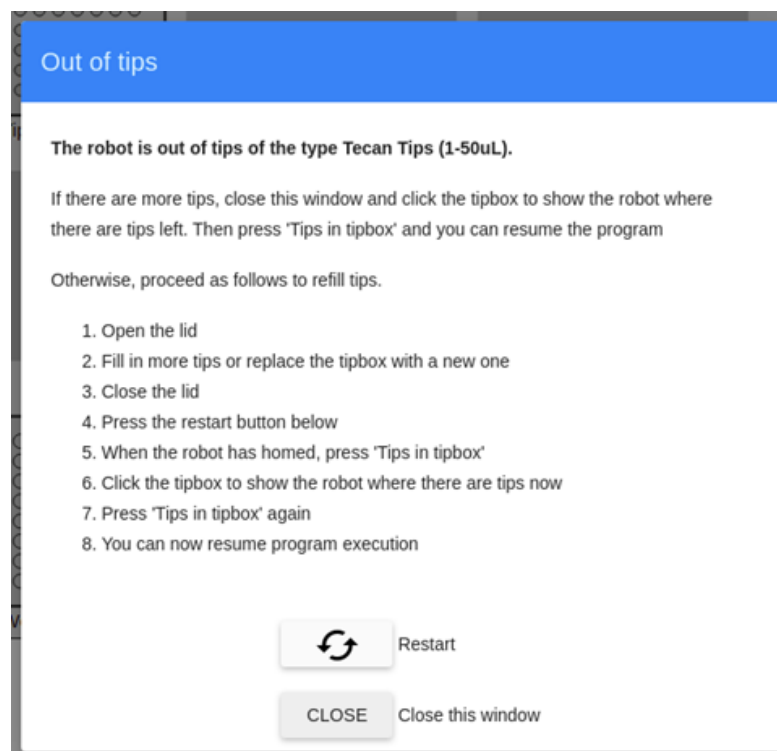 Out of tips
The robot is out of tips of the type Tecan Tips (1-50uL).
If there are more tips, close this window and click the tipbox to show the robot where
there are tips left. Then press 'Tips in tipbox' and you can resume the program
Otherwise, proceed as follows to refill tips.
1. Open the lid
2. Fill in more tips or replace the tipbox with a new one
3. Close the lid
4. Press the restart button below
5. When the robot has homed, press 'Tips in tipbox'
6. Click the tipbox to show the robot where there are tips now
7. Press 'Tips in tipbox' again
8. You can now resume program execution
Restart
CLOSE Close this window